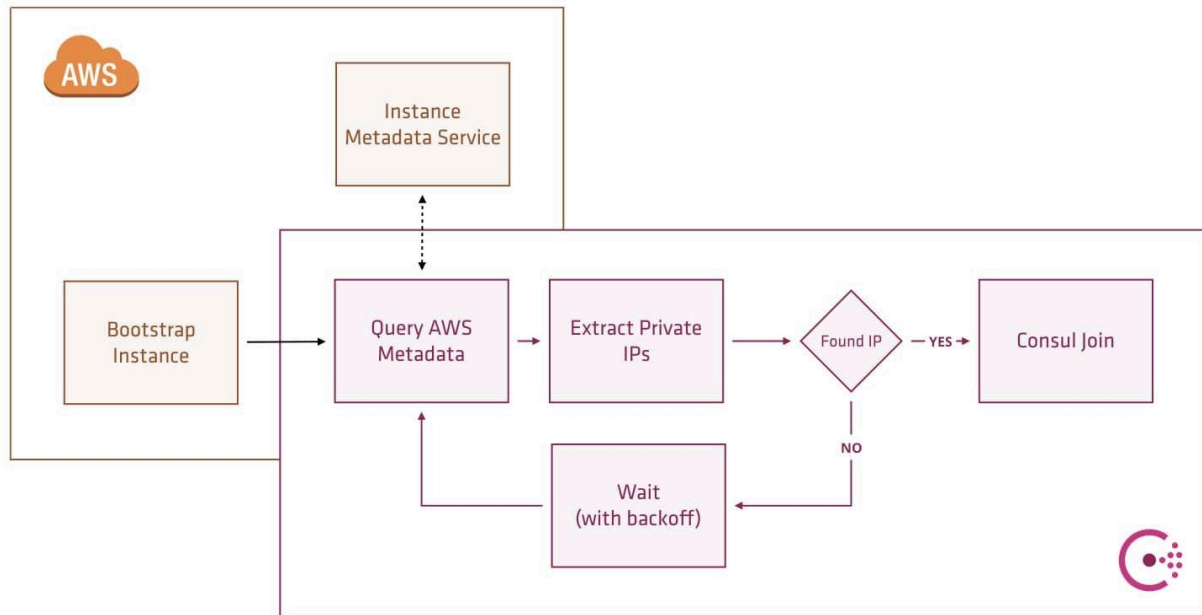 AWS
Instance
Metadata Service
Bootstrap
Instance
Query AWS
Metadata
Extract Private
IPs
Found IP
YES
Consul Join
NO
Wait
(with backoff)